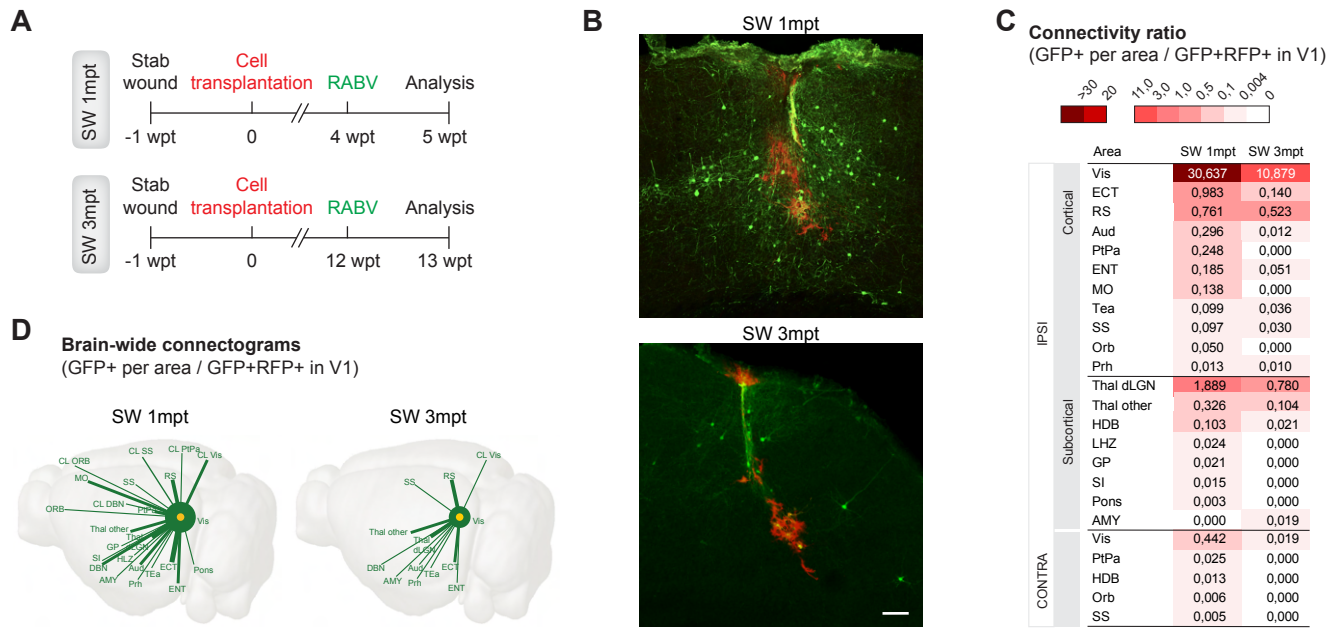 A
SW 1mpt
Stab wound
Cell transplantation
RABV
Analysis
-1 wpt
0
4 wpt
5 wpt
SW 3mpt
Stab wound
Cell transplantation
RABV
Analysis
-1 wpt
0
12 wpt
13 wpt
B
SW 1mpt
SW 3mpt
C
Connectivity ratio
(GFP+ per area / GFP+RFP+ in V1)
>30
20
11,0
3,0
1,0
0,5
0,1
0,004
0
Area SW 1mpt SW 3mpt
IPSI
Cortical
Vis 30,637 10,879
ECT 0,983 0,140
RS 0,761 0,523
Aud 0,296 0,012
PtPa 0,248 0,000
ENT 0,185 0,051
MO 0,138 0,000
Tea 0,099 0,036
SS 0,097 0,030
Orb 0,050 0,000
Prh 0,013 0,010
Subcortical
Thal dLGN 1,889 0,780
Thal other 0,326 0,104
HDB 0,103 0,021
LHZ 0,024 0,000
GP 0,021 0,000
SI 0,015 0,000
Pons 0,003 0,000
AMY 0,000 0,019
CONTRA
Vis 0,442 0,019
PtPa 0,025 0,000
HDB 0,013 0,000
Orb 0,006 0,000
SS 0,005 0,000
D
Brain-wide connectograms
(GFP+ per area / GFP+RFP+ in V1)
SW 1mpt
CL PtPa
CL SS
CL Vis
CL ORB
MO
SS
RS
CL DBN
PtPa
ORB
Vis
Thal other
Thal
GP
SI
HLZ
DBN
Aud
ECT
TEa
Pons
AMY
Prh
ENT
SW 3mpt
CL Vis
SS
RS
Vis
Thal other
Thal
dLGN
DBN
Aud
ECT
AMY
TEa
Prh
ENT